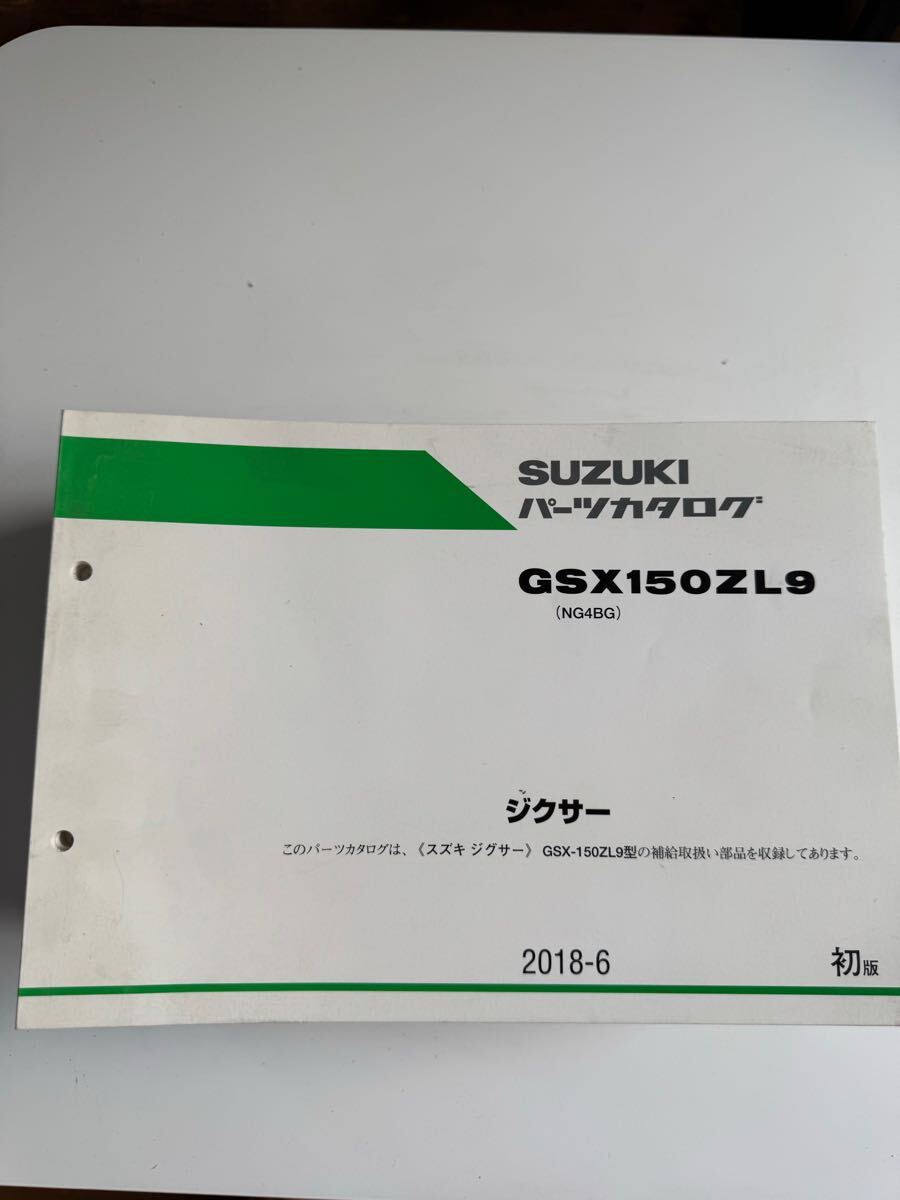 SUZUKI
パーツカタログ
GSX150ZL9
(NG4BG)
ジクサー
このパーツカタログは、《スズキ ジグサー》 GSX-150ZL9型の補給取扱い部品を収録してあります。
2018-6 初版